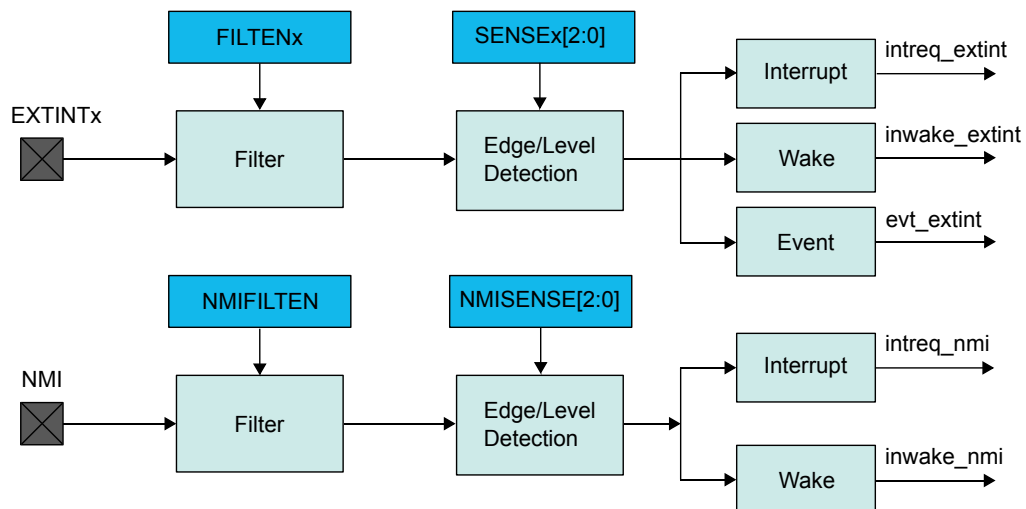 FILTENx
SENSEx[2:0]
intreq_extint
Interrupt
EXTINTx
inwake_extint
Filter
Edge/Level
Detection
Wake
evt_extint
Event
NMIFILTEN
NMISENSE[2:0]
intreq_nmi
Interrupt
NMI
Filter
Edge/Level
Detection
inwake_nmi
Wake